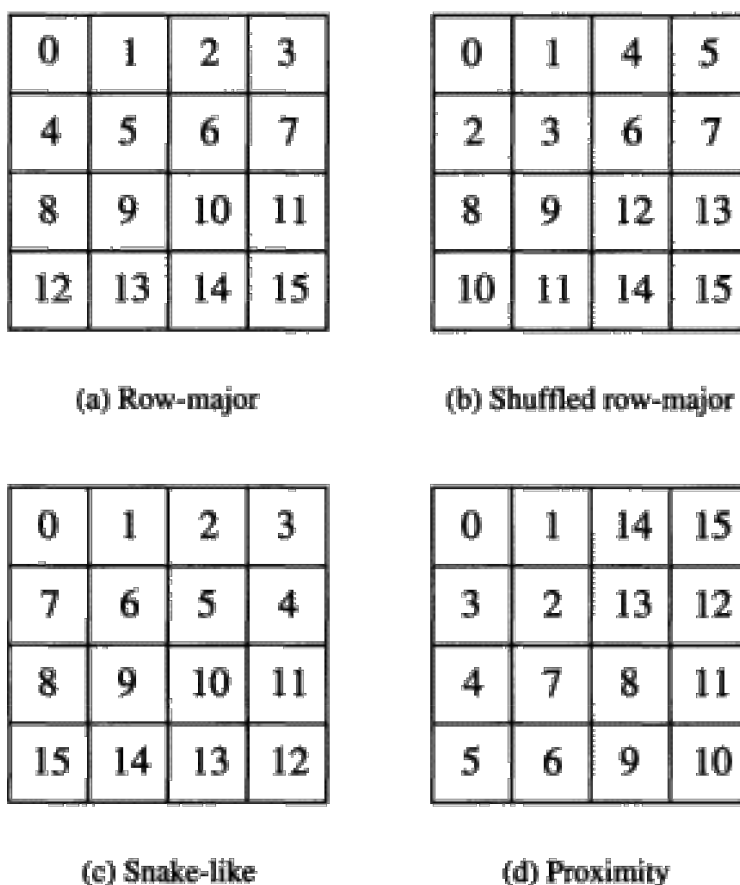 0 1 2 3
4 5 6 7
8 9 10 11
12 13 14 15
(a) Row-major
0 1 4 5
2 3 6 7
8 9 12 13
10 11 14 15
(b) Shuffled row-major
0 1 2 3
7 6 5 4
8 9 10 11
15 14 13 12
(c) Snake-like
0 1 14 15
3 2 13 12
4 7 8 11
5 6 9 10
(d) Proximity